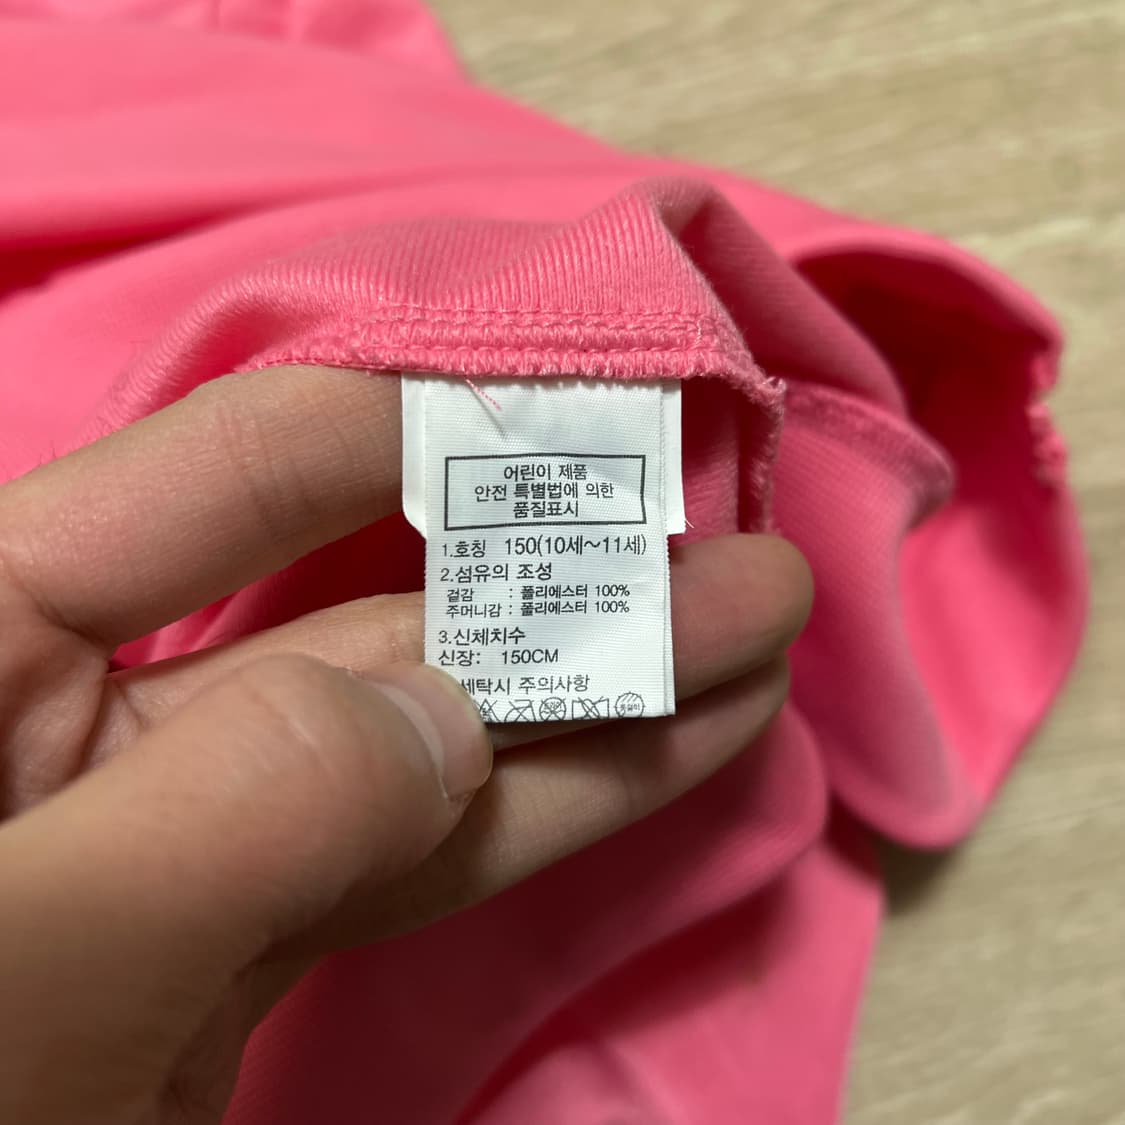 어린이 제품
안전 특별법에 의한
품질표시
1.호칭 150(10세~11세)
2.섬유의 조성
겉감 : 폴리에스터 100%
주머니감 : 폴리에스터 100%
3.신체치수
신장: 150CM
세탁시 주의사항